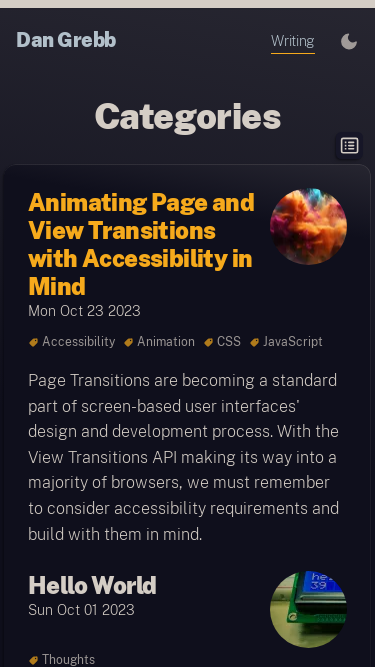 Dan Grebb
Writing
Categories
Animating Page and
View Transitions
with Accessibility in
Mind
Mon Oct 23 2023
Accessibility Animation CSS JavaScript
Page Transitions are becoming a standard
part of screen-based user interfaces'
design and development process. With the
View Transitions API making its way into a
majority of browsers, we must remember
to consider accessibility requirements and
build with them in mind.
Hello World
Sun Oct 01 2023
he
39
Thoughts